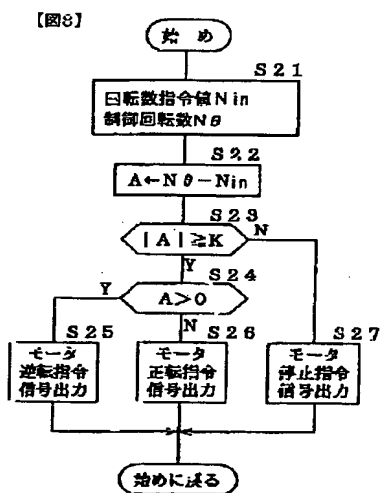 【図8】
始め
S21
回転数指令値Nin
制御回転数Nθ
S22
A←Nθ−Nin
S23
|A|≧K
N
Y
S24
Y
A>0
N
S25
S26
S27
モータ
逆転指令
信号出力
モータ
正転指令
信号出力
モータ
停止指令
信号出力
始めに戻る